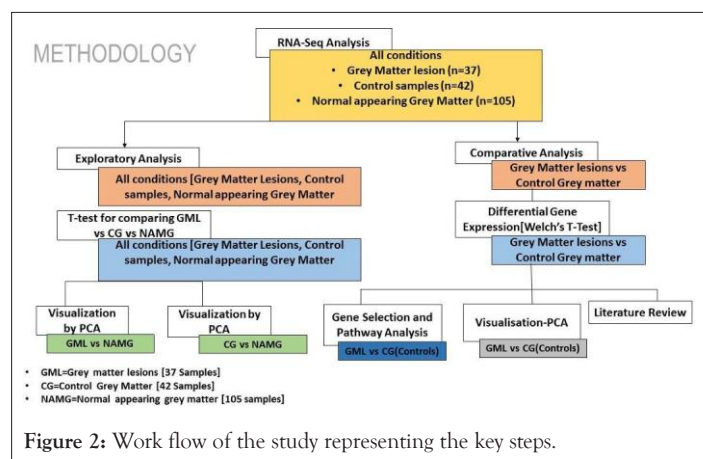 METHODOLOGY
RNA-Seq Analysis
All conditions
• Grey Matter lesion (n=37)
• Control samples (n=42)
• Normal appearing Grey Matter (n=105)
Exploratory Analysis
All conditions [Grey Matter Lesions, Control
samples, Normal appearing Grey Matter
T-test for comparing GML
vs CG vs NAMG
All conditions [Grey Matter Lesions, Control
samples, Normal appearing Grey Matter
Visualization
by PCA
GML vs NAMG
Visualization by
PCA
CG vs NAMG
Comparative Analysis
Grey Matter lesions vs
Control Grey matter
Differential Gene
Expression[Welch's T-Test]
Grey Matter lesions vs
Control Grey matter
Gene Selection and
Pathway Analysis
GML vs CG(Controls)
Visualisation-PCA
GML vs CG(Controls)
Literature Review
• GML=Grey matter lesions [37 Samples]
• CG=Control Grey Matter [42 Samples]
• NAMG=Normal appearing grey matter [105 samples]
Figure 2: Work flow of the study representing the key steps.